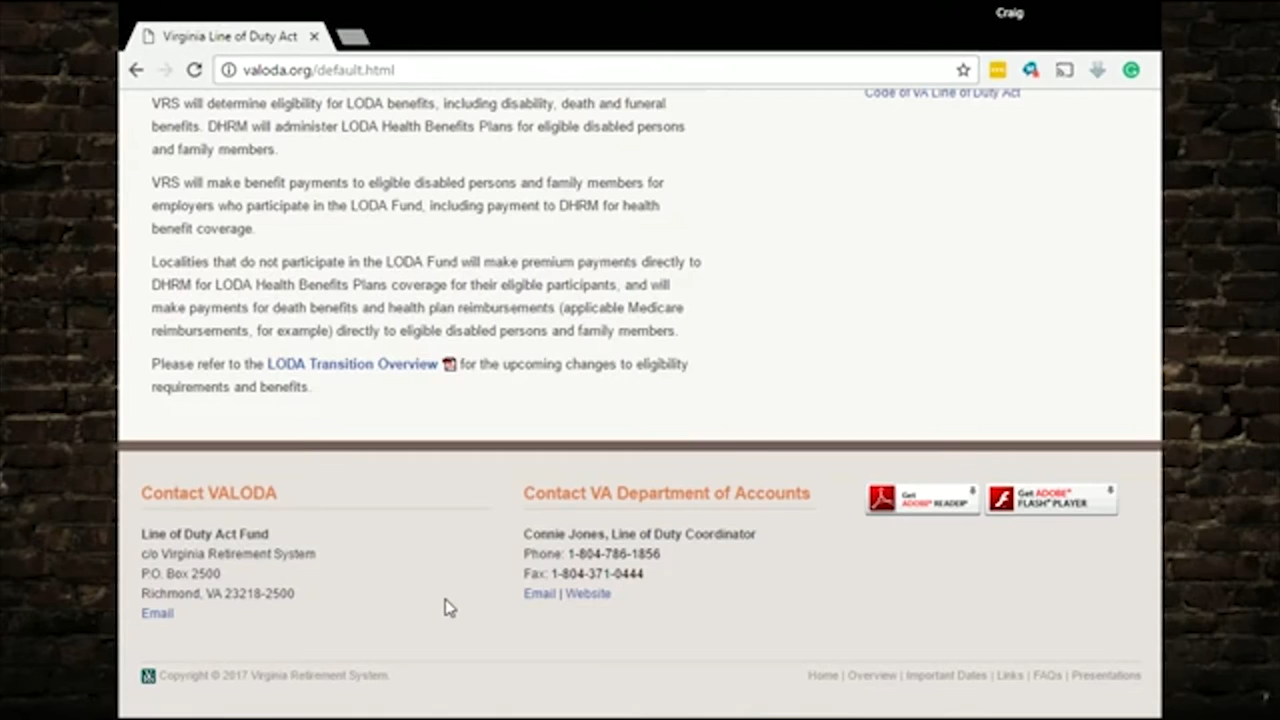 Craig
Virginia Line of Duty Act
valoda.org/default.html
Code of VA Line of Duty Act
VRS will determine eligibility for LODA benefits, including disability, death and funeral
benefits. DHRM will administer LODA Health Benefits Plans for eligible disabled persons
and family members.
VRS will make benefit payments to eligible disabled persons and family members for
employers who participate in the LODA Fund, including payment to DHRM for health
benefit coverage.
Localities that do not participate in the LODA Fund will make premium payments directly to
DHRM for LODA Health Benefits Plans coverage for their eligible participants, and will
make payments for death benefits and health plan reimbursements (applicable Medicare
reimbursements, for example) directly to eligible disabled persons and family members.
Please refer to the LODA Transition Overview for the upcoming changes to eligibility
requirements and benefits.
Contact VALODA
Line of Duty Act Fund
c/o Virginia Retirement System
P.O. Box 2500
Richmond, VA 23218-2500
Email
Contact VA Department of Accounts
Connie Jones, Line of Duty Coordinator
Phone: 1-804-786-1856
Fax: 1-804-371-0444
Email | Website
Get
ADOBE® READER®
Get ADOBE®
FLASH® PLAYER
Copyright © 2017 Virginia Retirement System.
Home | Overview | Important Dates | Links | FAQs | Presentations